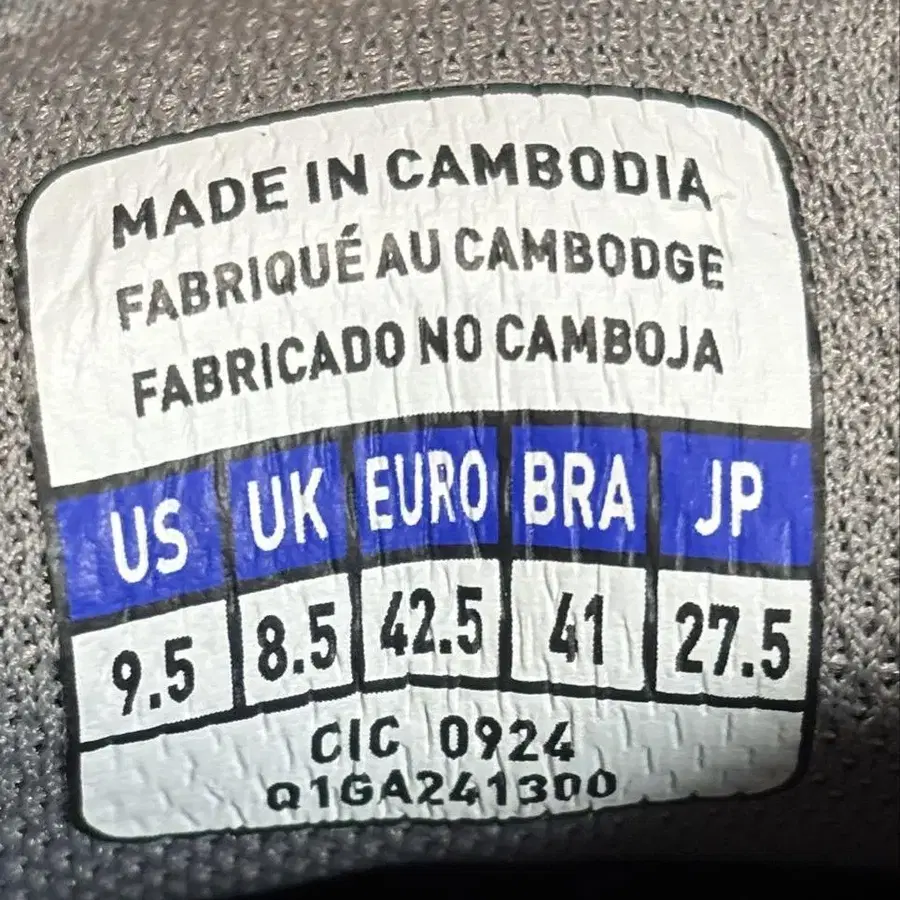 MADE IN CAMBODIA
FABRIQUÉ AU CAMBODGE
FABRICADO NO CAMBOJA
US UK EURO BRA JP
9.5 8.5 42.5 41 27.5
CIC 0924
Q1GA241300